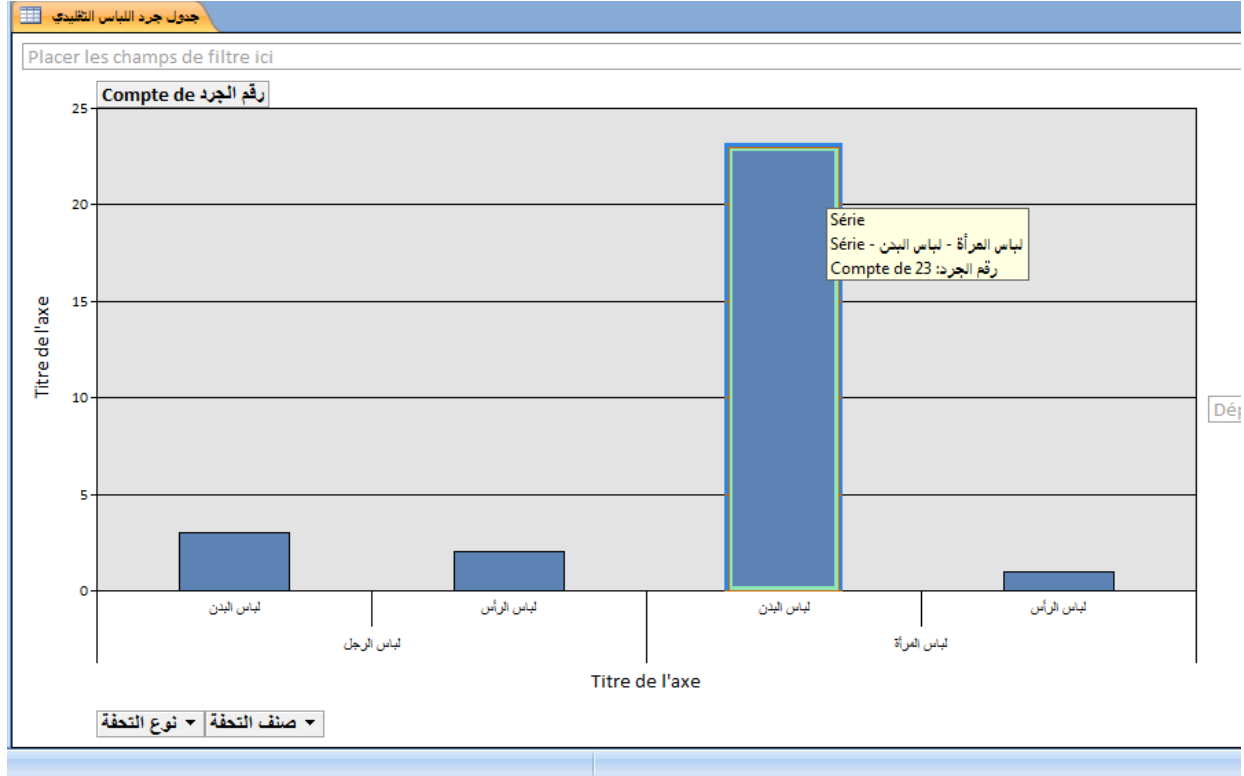 جدول جرد اللباس التقليدي
Placer les champs de filtre ici
Compte de رقم الجرد
25
20
15
10
5
0
Titre de l'axe
Série
Série - لباس المرأة - لباس البدن
Compte de رقم الجرد: 23
Dép
لباس البدن
لباس الرأس
لباس البدن
لباس الرأس
لباس الرجل
لباس المرأة
Titre de l'axe
نوع التحفة
صنف التحفة